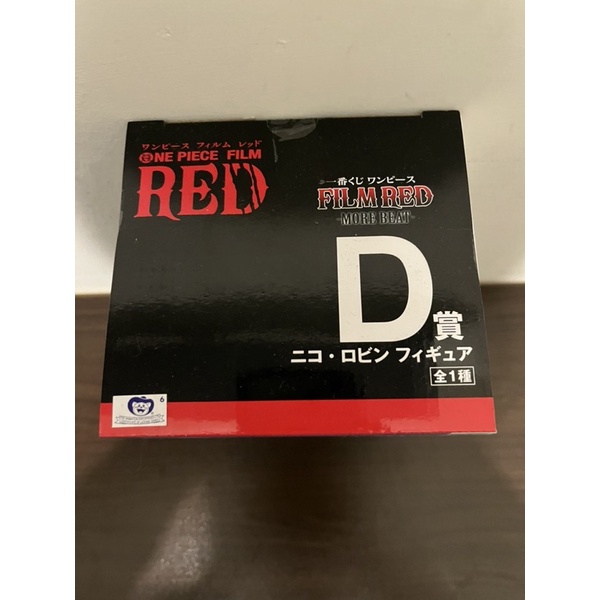 ワンピース フィルム レッド
ONE PIECE FILM
RED
一番くじ ワンピース
FILM RED
-MORE BEAT-
D賞
ニコ・ロビン フィギュア
全1種
6